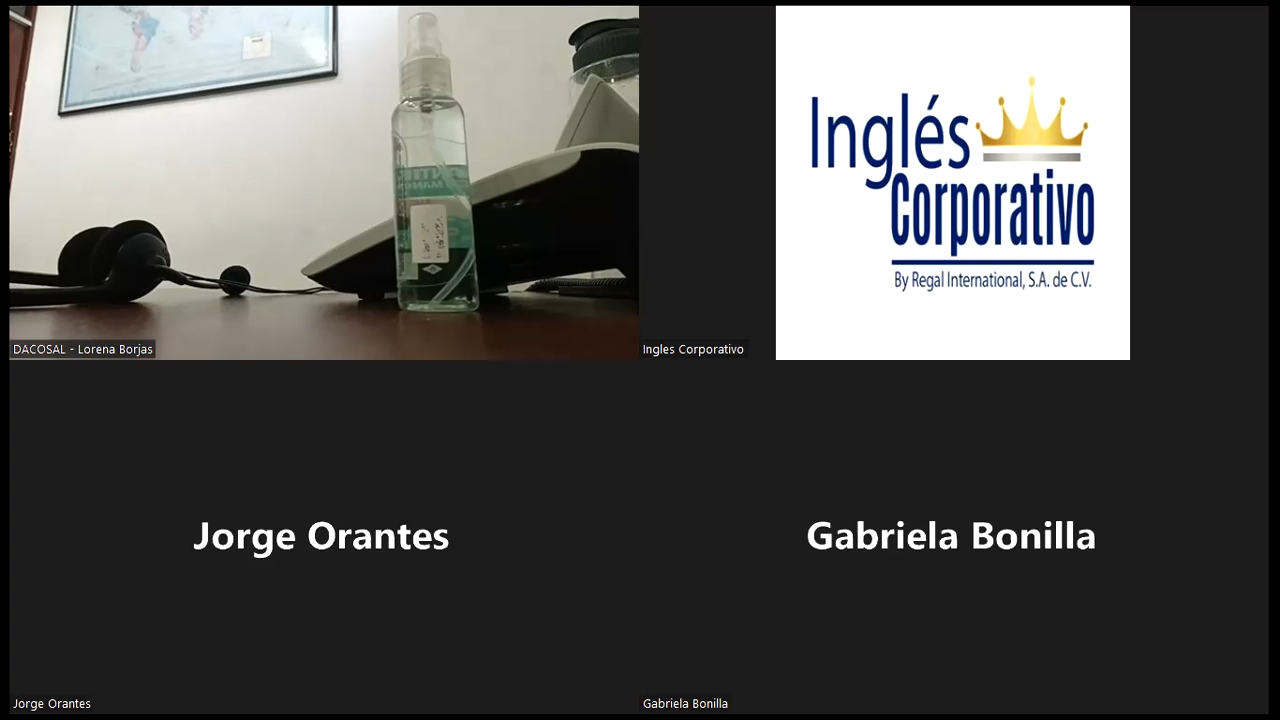 DACOSAL - Lorena Borjas
Inglés
Corporativo
By Regal International, S.A. de C.V.
Ingles Corporativo
Jorge Orantes
Gabriela Bonilla
Jorge Orantes
Gabriela Bonilla